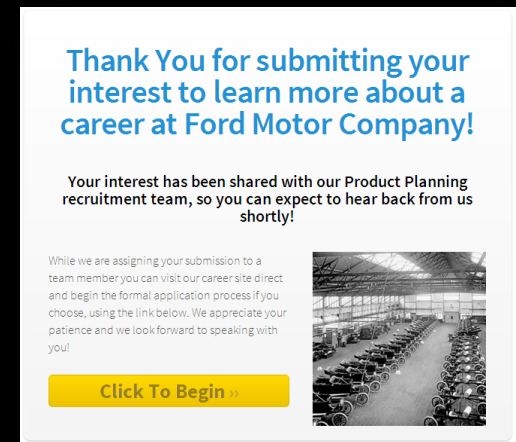 Thank You for submitting your
interest to learn more about a
career at Ford Motor Company!
Your interest has been shared with our Product Planning
recruitment team, so you can expect to hear back from us
shortly!
While we are assigning your submission to a
team member you can visit our career site direct
and begin the formal application process if you
choose, using the link below. We appreciate your
patience and we look forward to speaking with
you!
Click To Begin ››